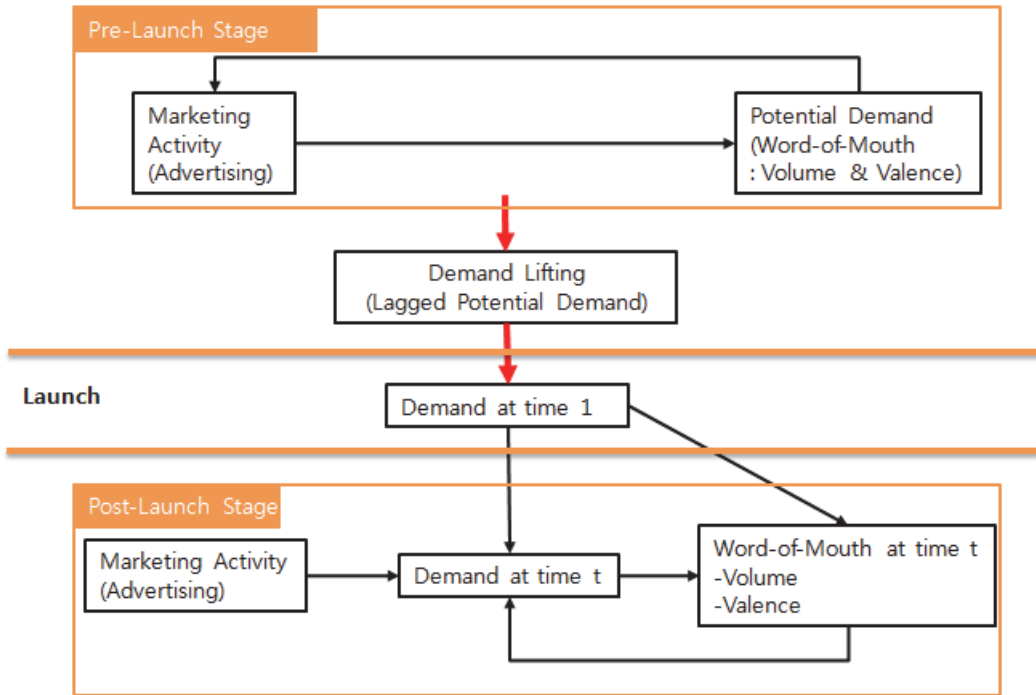 Pre-Launch Stage
Marketing
Activity
(Advertising)
Potential Demand
(Word-of-Mouth
: Volume & Valence)
Demand Lifting
(Lagged Potential Demand)
Launch
Demand at time 1
Post-Launch Stage
Marketing Activity
(Advertising)
Demand at time t
Word-of-Mouth at time t
-Volume
-Valence